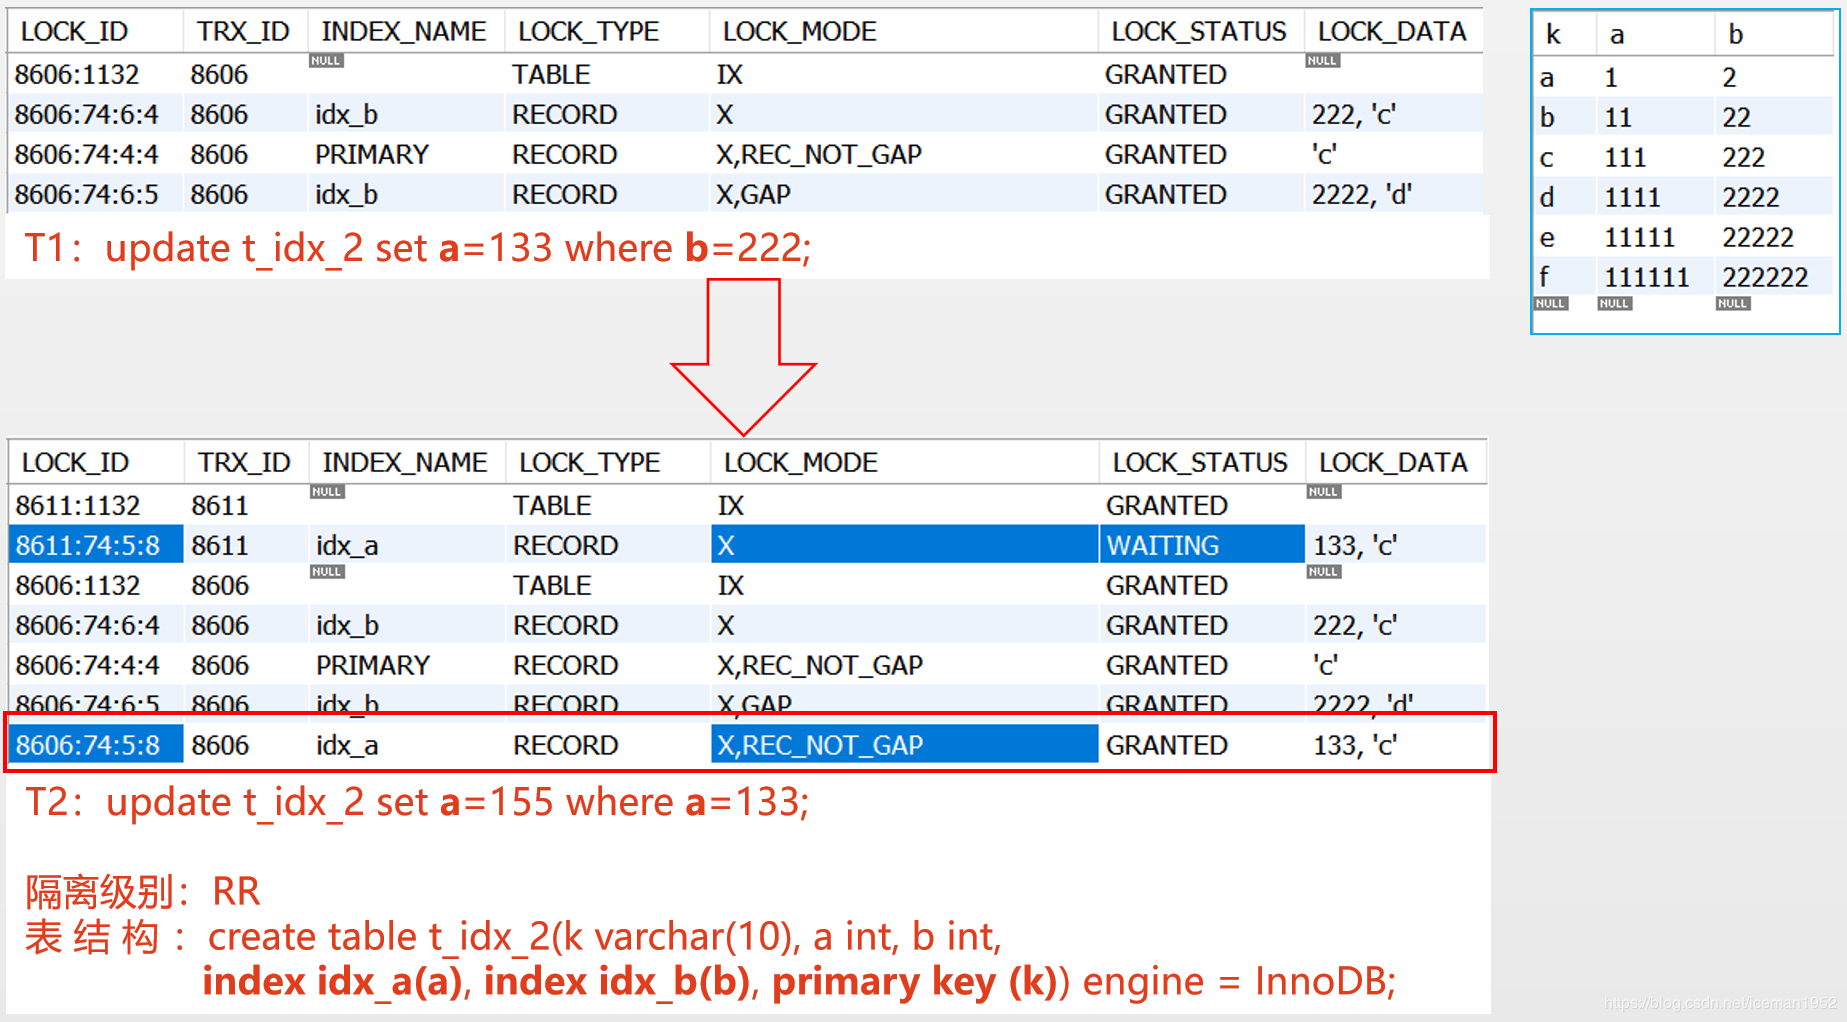 LOCK_ID TRX_ID INDEX_NAME LOCK_TYPE LOCK_MODE LOCK_STATUS LOCK_DATA
8606:1132 8606 NULL TABLE IX GRANTED NULL
8606:74:6:4 8606 idx_b RECORD X GRANTED 222, 'c'
8606:74:4:4 8606 PRIMARY RECORD X,REC_NOT_GAP GRANTED 'c'
8606:74:6:5 8606 idx_b RECORD X,GAP GRANTED 2222, 'd'
T1：update t_idx_2 set a=133 where b=222;
k a b
a 1 2
b 11 22
c 111 222
d 1111 2222
e 11111 22222
f 111111 222222
NULL NULL NULL
LOCK_ID TRX_ID INDEX_NAME LOCK_TYPE LOCK_MODE LOCK_STATUS LOCK_DATA
8611:1132 8611 NULL TABLE IX GRANTED NULL
8611:74:5:8 8611 idx_a RECORD X WAITING 133, 'c'
8606:1132 8606 NULL TABLE IX GRANTED NULL
8606:74:6:4 8606 idx_b RECORD X GRANTED 222, 'c'
8606:74:4:4 8606 PRIMARY RECORD X,REC_NOT_GAP GRANTED 'c'
8606:74:6:5 8606 idx_b RECORD X,GAP GRANTED 2222, 'd'
8606:74:5:8 8606 idx_a RECORD X,REC_NOT_GAP GRANTED 133, 'c'
T2：update t_idx_2 set a=155 where a=133;
隔离级别：RR
表 结 构 ：create table t_idx_2(k varchar(10), a int, b int,
index idx_a(a), index idx_b(b), primary key (k)) engine = InnoDB;
https://blog.csdn.net/iceman1952